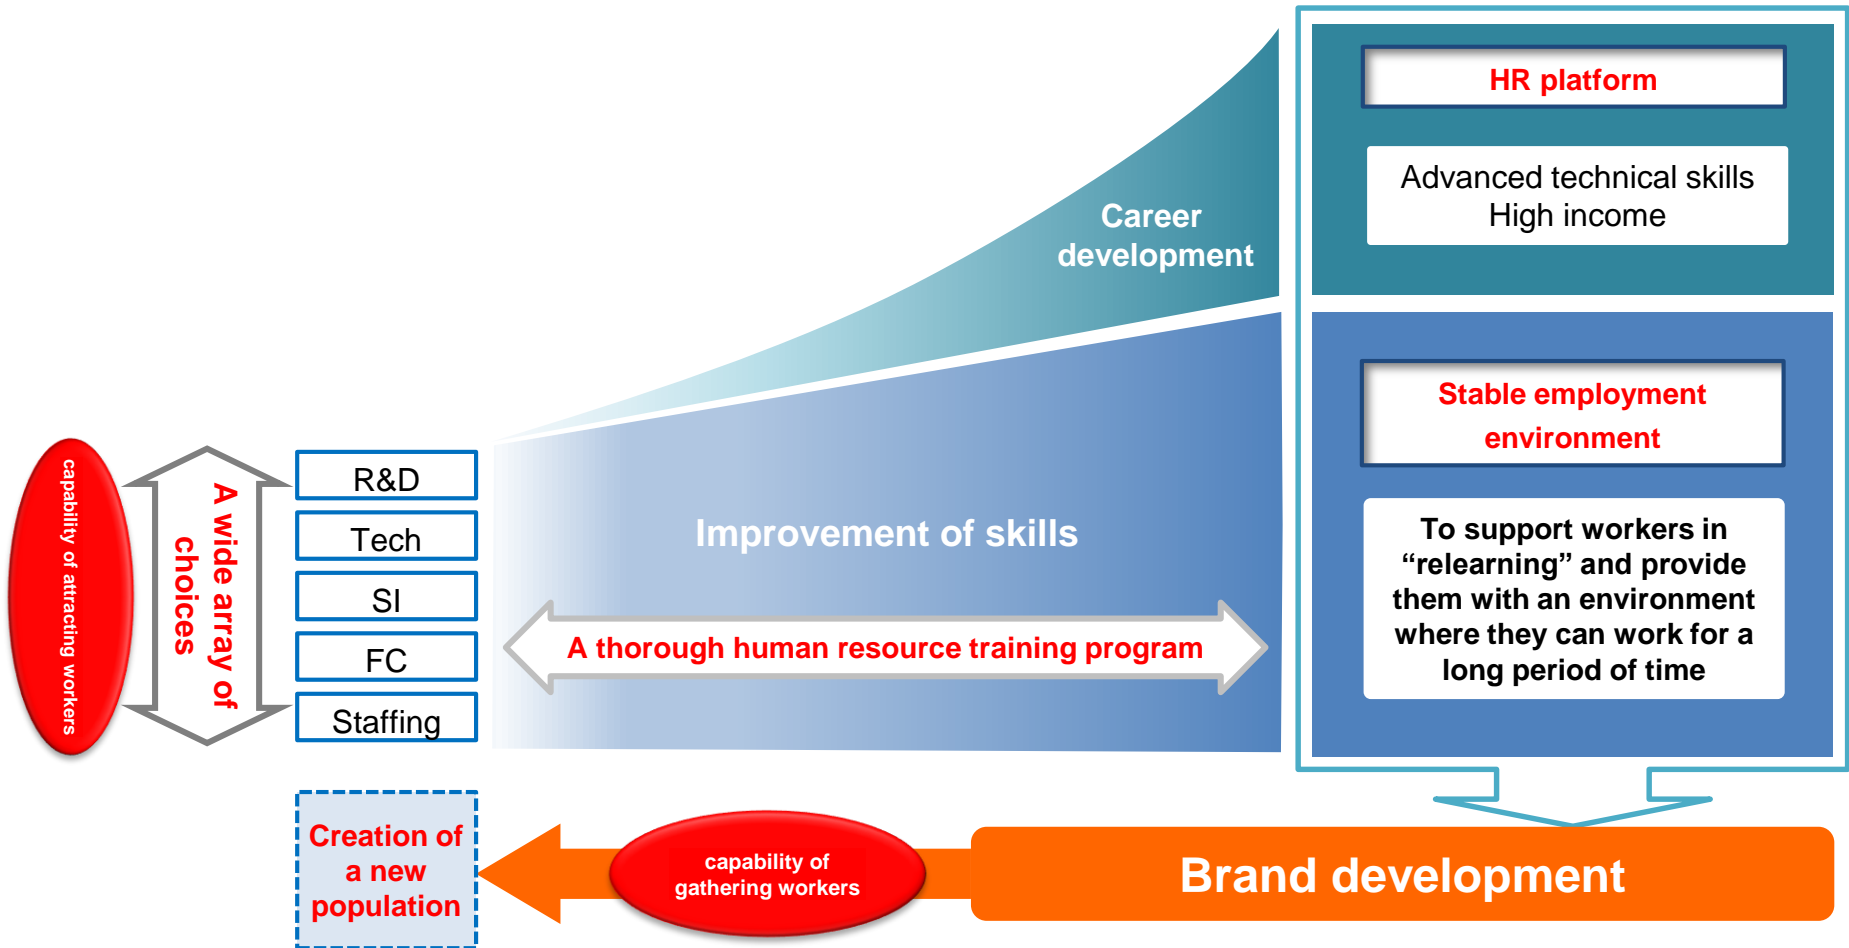 HR platform
Advanced technical skills
High income
Career
development
Stable employment
environment
To support workers in
“relearning” and provide
them with an environment
where they can work for a
long period of time
capability of attracting workers
A wide array of
choices
R&D
Tech
SI
FC
Staffing
Improvement of skills
A thorough human resource training program
Creation of
a new
population
capability of
gathering workers
Brand development